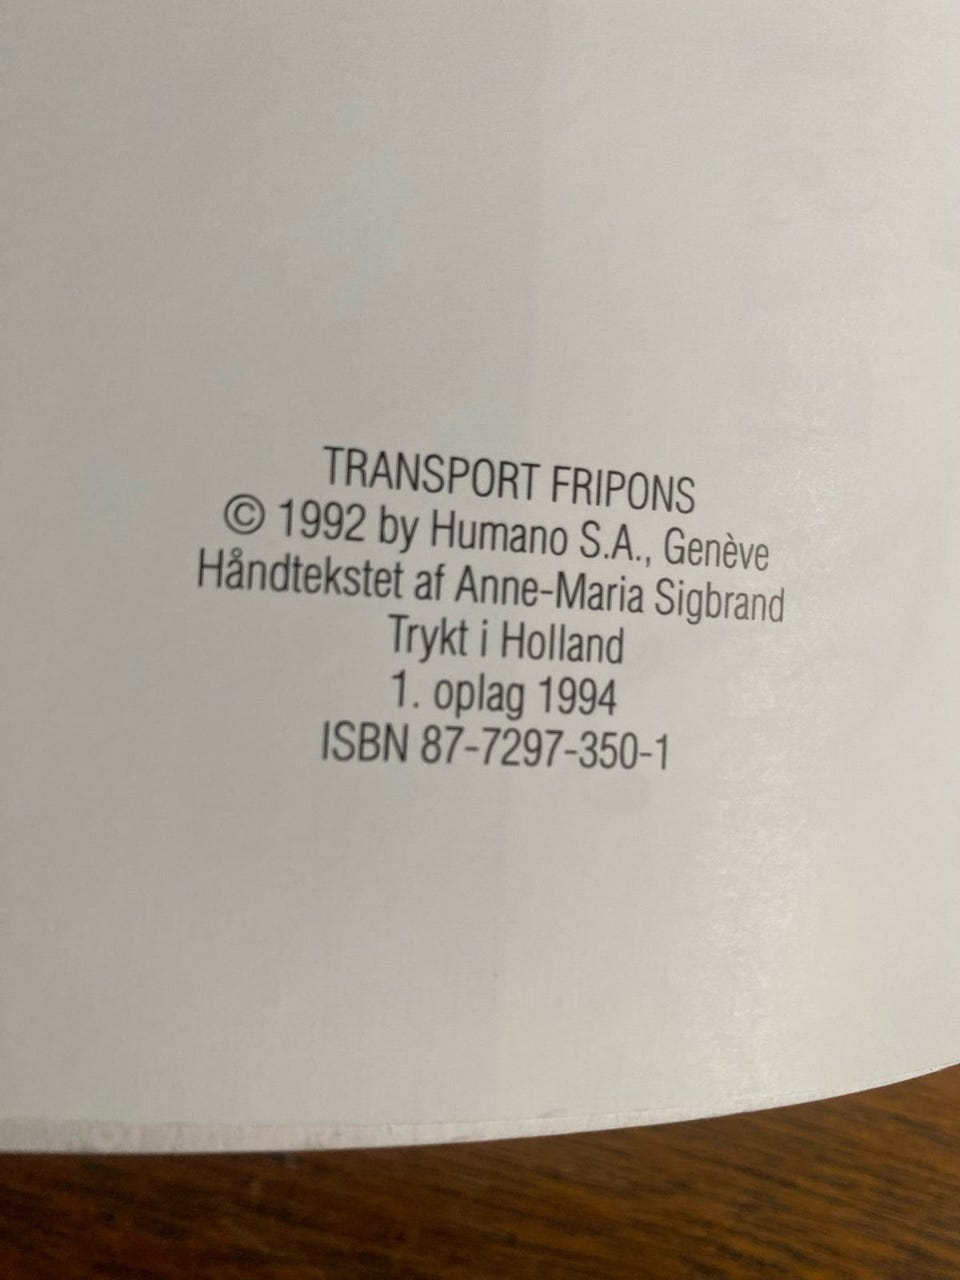 TRANSPORT FRIPONS
© 1992 by Humano S.A., Genève
Håndtekstet af Anne-Maria Sigbrand
Trykt i Holland
1. oplag 1994
ISBN 87-7297-350-1